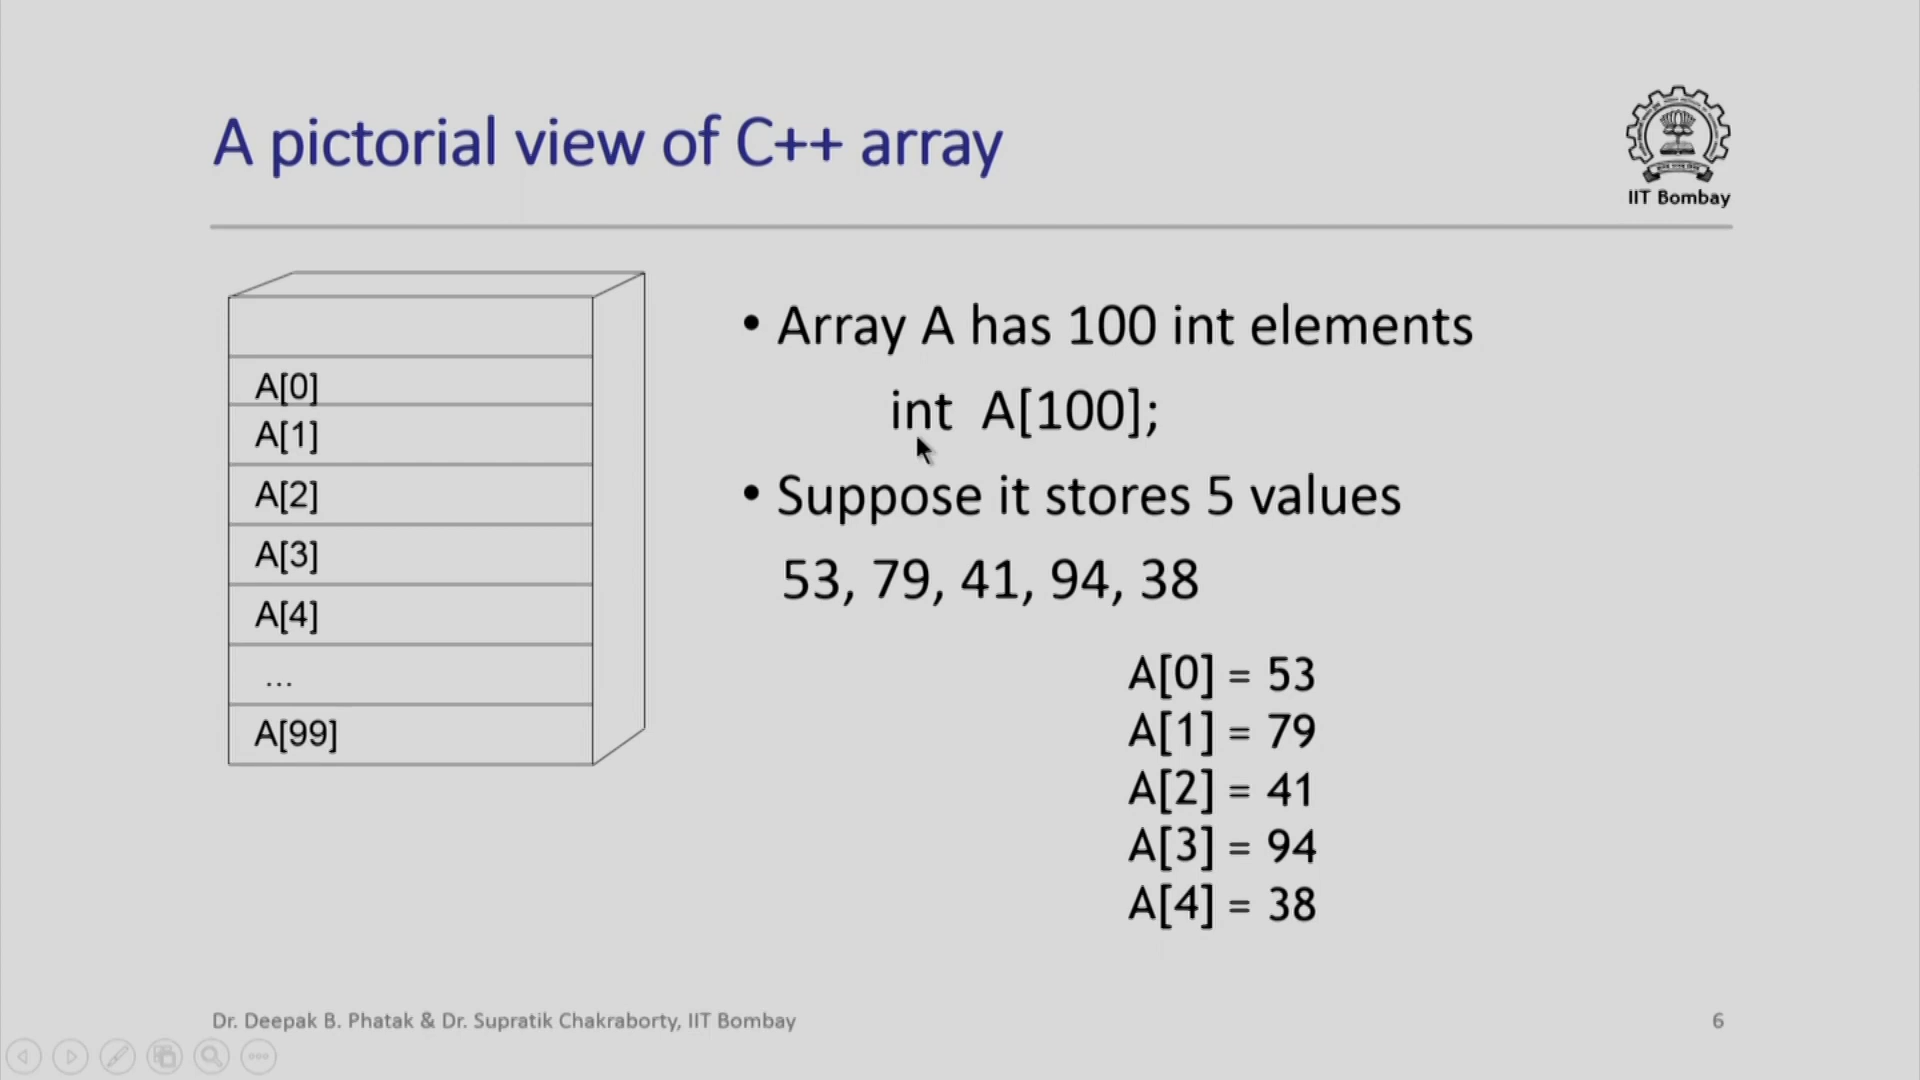 A pictorial view of C++ array
IIT Bombay
A[0]
A[1]
A[2]
A[3]
A[4]
...
A[99]
• Array A has 100 int elements
int A[100];
• Suppose it stores 5 values
53, 79, 41, 94, 38
A[0] = 53
A[1] = 79
A[2] = 41
A[3] = 94
A[4] = 38
Dr. Deepak B. Phatak & Dr. Supratik Chakraborty, IIT Bombay
6